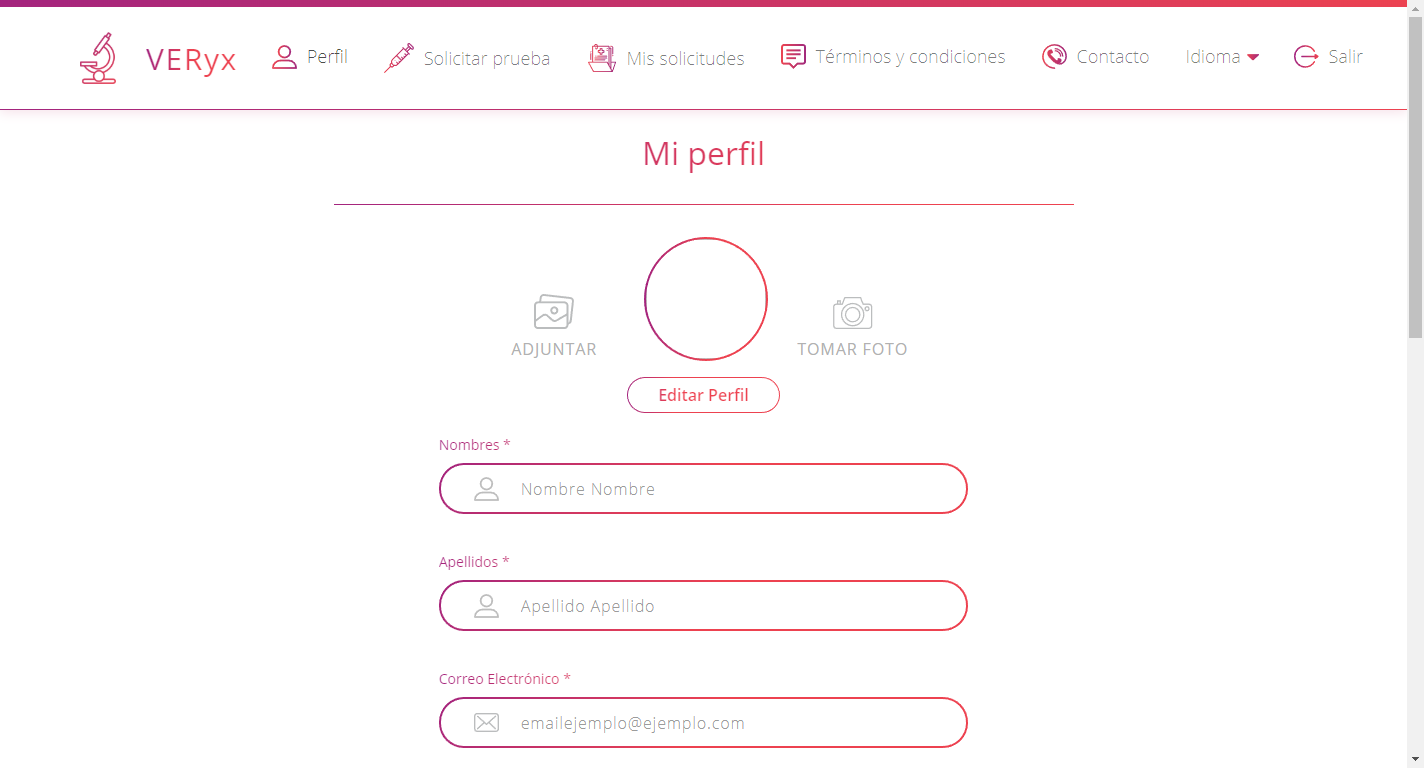 VERyx Perfil Solicitar prueba Mis solicitudes Términos y condiciones Contacto Idioma Salir
Mi perfil
ADJUNTAR TOMAR FOTO
Editar Perfil
Nombres *
Nombre Nombre
Apellidos *
Apellido Apellido
Correo Electrónico *
emailejemplo@ejemplo.com